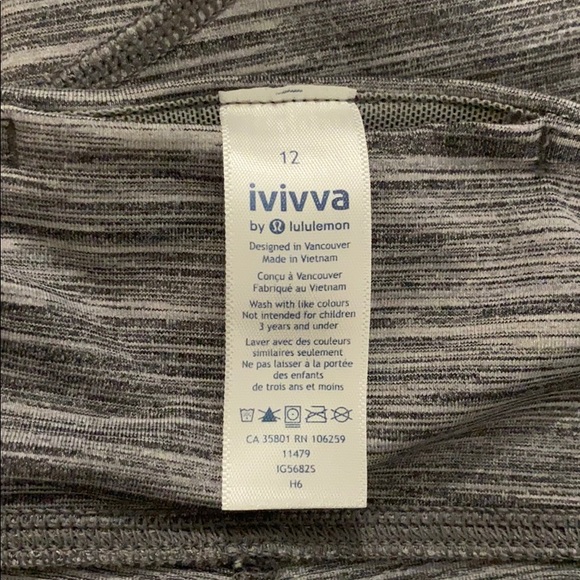 12
ivivva
by lululemon
Designed in Vancouver
Made in Vietnam
Conçu à Vancouver
Fabriqué au Vietnam
Wash with like colours
Not intended for children
3 years and under
Laver avec des couleurs
similaires seulement
Ne pas laisser à la portée
des enfants
de trois ans et moins
CA 35801 RN 106259
11479
IG5682S
H6